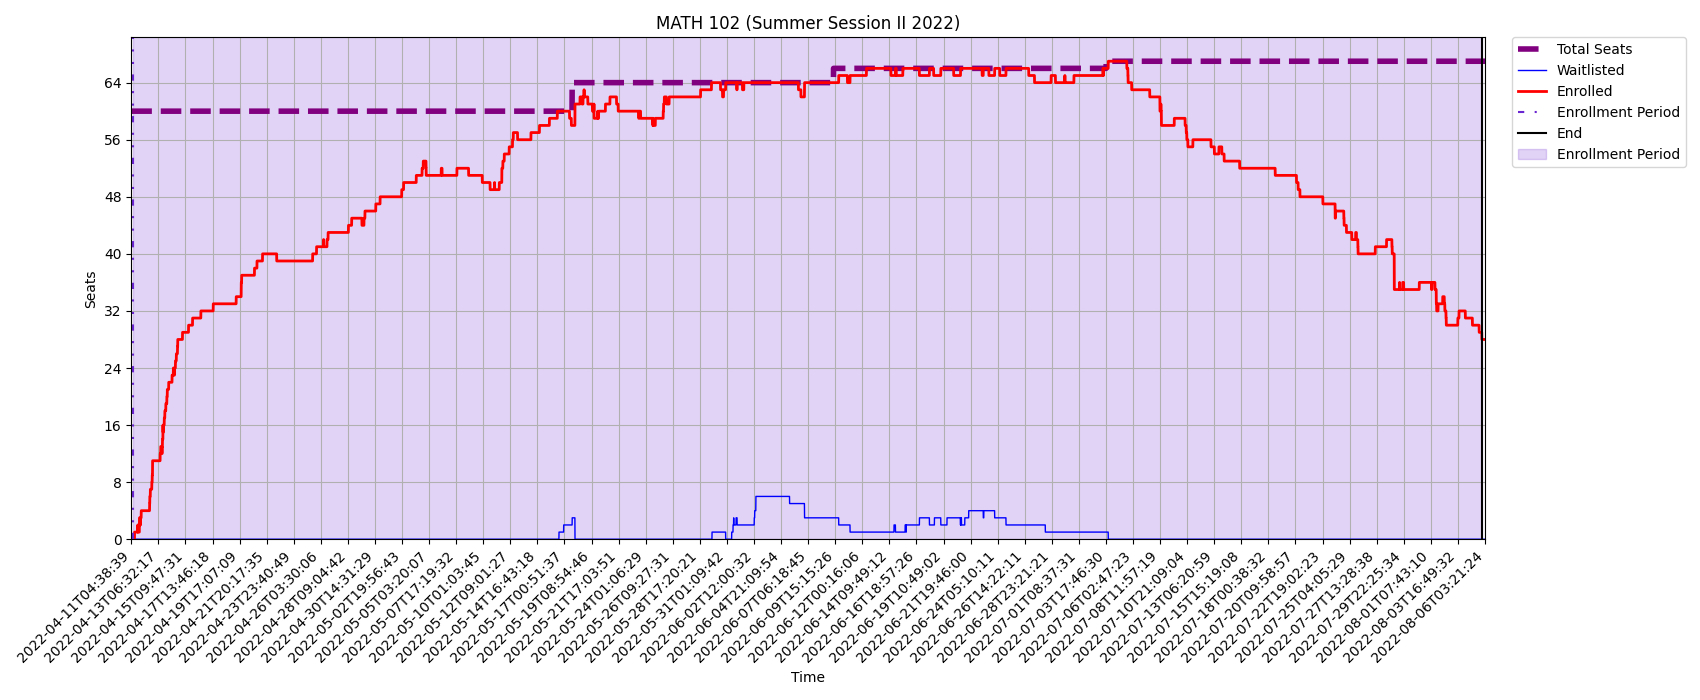 MATH 102 (Summer Session II 2022)
Total Seats
Waitlisted
Enrolled
Enrollment Period
End
Enrollment Period
Seats
64
56
48
40
32
24
16
8
0
2022-04-11T04:38:39
2022-04-13T06:32:17
2022-04-15T09:47:31
2022-04-17T13:46:18
2022-04-19T17:07:09
2022-04-21T20:17:35
2022-04-23T23:40:49
2022-04-26T03:30:06
2022-04-28T09:04:42
2022-04-30T14:31:29
2022-05-02T19:56:43
2022-05-05T03:20:07
2022-05-07T17:19:32
2022-05-10T01:03:45
2022-05-12T09:01:27
2022-05-14T16:43:18
2022-05-17T00:51:37
2022-05-19T08:54:46
2022-05-21T17:03:51
2022-05-24T01:06:29
2022-05-26T09:27:31
2022-05-28T17:20:21
2022-05-31T01:09:42
2022-06-02T12:00:32
2022-06-04T21:09:54
2022-06-07T06:18:45
2022-06-09T15:15:26
2022-06-12T00:16:06
2022-06-14T09:49:12
2022-06-16T18:57:26
2022-06-19T10:49:02
2022-06-21T19:46:00
2022-06-24T05:10:11
2022-06-26T14:22:11
2022-06-28T23:21:21
2022-07-01T08:37:31
2022-07-03T17:46:30
2022-07-06T02:47:23
2022-07-08T11:57:19
2022-07-10T21:09:04
2022-07-13T06:20:59
2022-07-15T15:19:08
2022-07-18T00:38:32
2022-07-20T09:58:57
2022-07-22T19:02:23
2022-07-25T04:05:29
2022-07-27T13:28:38
2022-07-29T22:25:34
2022-08-01T07:43:10
2022-08-03T16:49:32
2022-08-06T03:21:24
Time